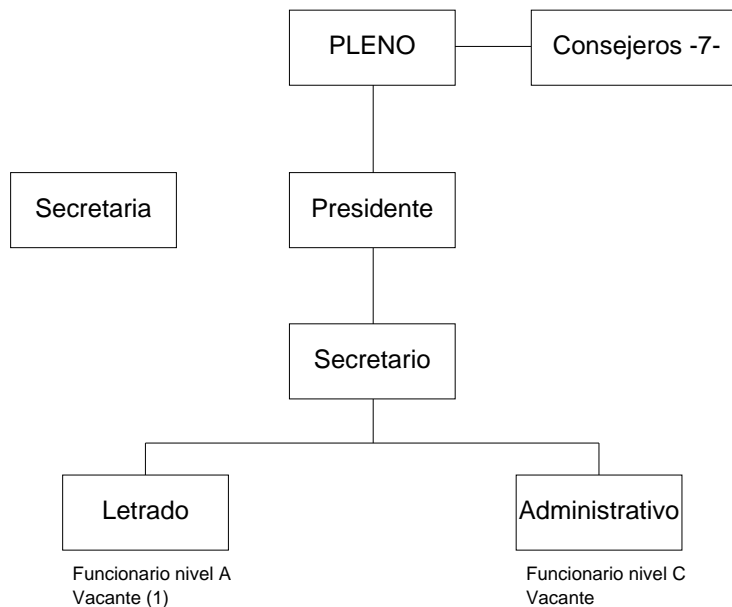 PLENO
Consejeros -7-
Secretaria
Presidente
Secretario
Letrado
Administrativo
Funcionario nivel A
Vacante (1)
Funcionario nivel C
Vacante